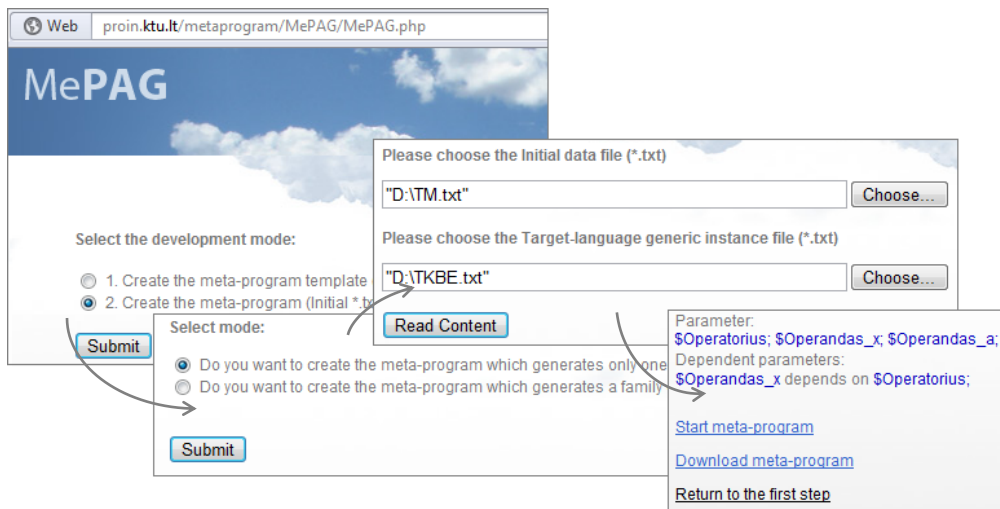 Web
proin.ktu.lt/metaprogram/MePAG/MePAG.php
MePAG
Select the development mode:
1. Create the meta-program template
2. Create the meta-program (Initial *.tx
Submit
Select mode:
Do you want to create the meta-program which generates only one
Do you want to create the meta-program which generates a family
Submit
Please choose the Initial data file (*.txt)
"D:\TM.txt"
Choose...
Please choose the Target-language generic instance file (*.txt)
"D:\TKBE.txt"
Choose...
Read Content
Parameter:
$Operatorius; $Operandas_x; $Operandas_a;
Dependent parameters:
$Operandas_x depends on $Operatorius;
Start meta-program
Download meta-program
Return to the first step